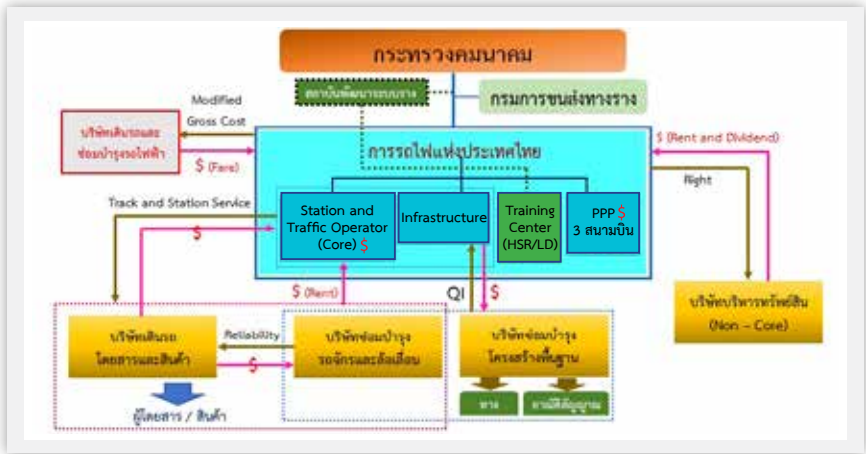 กระทรวงคมนาคม
สถาบันพัฒนาระบบราง
กรมการขนส่งทางราง
Modified
Gross Cost
บริษัทเดินรถและ
ซ่อมบำรุงรถไฟฟ้า
$ (Fare)
การรถไฟแห่งประเทศไทย
$ (Rent and Dividend)
Right
Track and Station Service
$
Station and
Traffic Operator
(Core) $
Infrastructure
Training
Center
(HSR/LD)
PPP $
3 สนามบิน
$ (Rent)
QI
$
บริษัทบริหารทรัพย์สิน
(Non - Core)
บริษัทเดินรถ
โดยสารและสินค้า
Reliability
$
บริษัทซ่อมบำรุง
รถจักรและล้อเลื่อน
บริษัทซ่อมบำรุง
โครงสร้างพื้นฐาน
ทาง
อาณัติสัญญาณ
ผู้โดยสาร / สินค้า